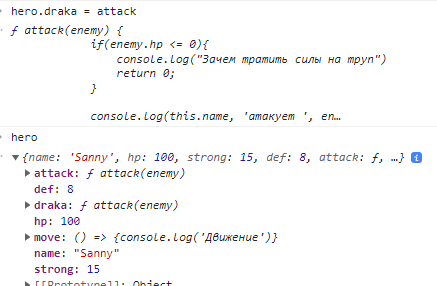 hero.draka = attack
ƒ attack(enemy) {
if(enemy.hp <= 0){
console.log("Зачем тратить силы на труп")
return 0;
}
console.log(this.name, 'атакует ', en…
hero
{name: 'Sanny', hp: 100, strong: 15, def: 8, attack: ƒ, …}
attack: ƒ attack(enemy)
def: 8
draka: ƒ attack(enemy)
hp: 100
move: () => {console.log('Движение')}
name: "Sanny"
strong: 15
[[Prototype]]: Object